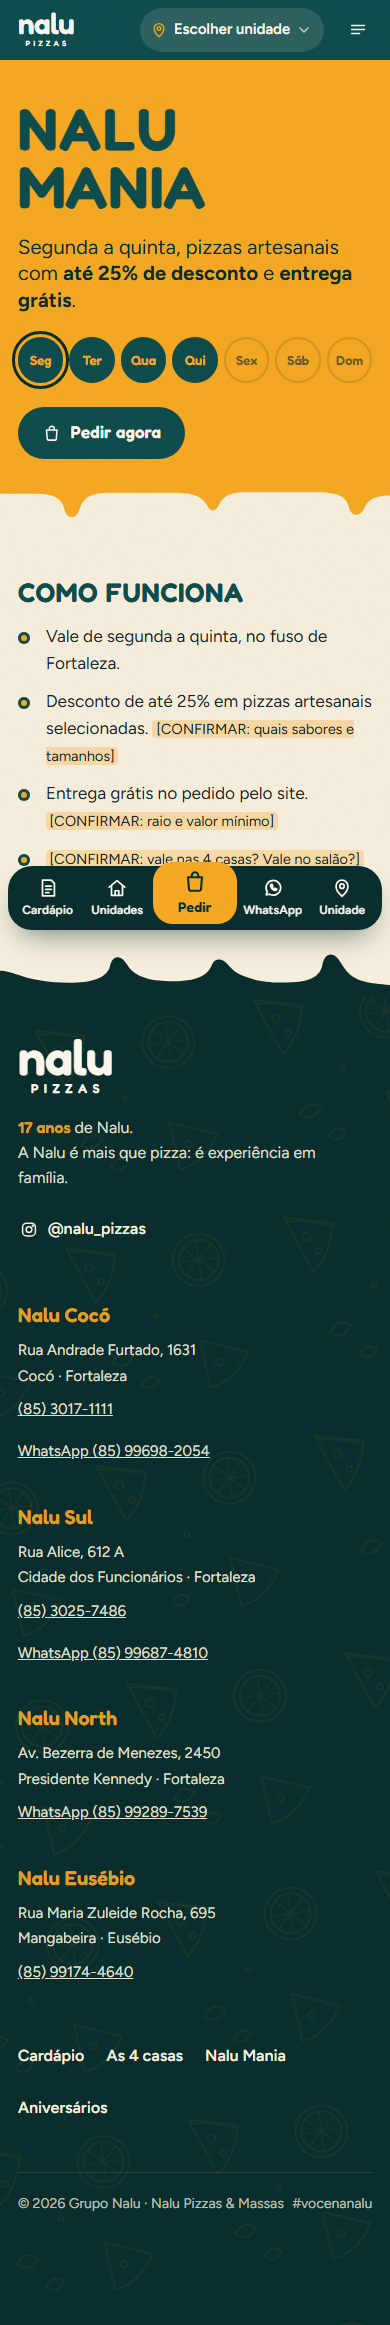 nalu
PIZZAS
Escolher unidade
NALU
MANIA
Segunda a quinta, pizzas artesanais
com até 25% de desconto e entrega
grátis.
Seg Ter Qua Qui Sex Sáb Dom
Pedir agora
COMO FUNCIONA
Vale de segunda a quinta, no fuso de
Fortaleza.
Desconto de até 25% em pizzas artesanais
selecionadas. [CONFIRMAR: quais sabores e
tamanhos]
Entrega grátis no pedido pelo site.
[CONFIRMAR: raio e valor mínimo]
[CONFIRMAR: vale nas 4 casas? Vale no salão?]
Cardápio Unidades Pedir WhatsApp Unidade
nalu
PIZZAS
17 anos de Nalu.
A Nalu é mais que pizza: é experiência em
família.
@nalu_pizzas
Nalu Cocó
Rua Andrade Furtado, 1631
Cocó · Fortaleza
(85) 3017-1111
WhatsApp (85) 99698-2054
Nalu Sul
Rua Alice, 612 A
Cidade dos Funcionários · Fortaleza
(85) 3025-7486
WhatsApp (85) 99687-4810
Nalu North
Av. Bezerra de Menezes, 2450
Presidente Kennedy · Fortaleza
WhatsApp (85) 99289-7539
Nalu Eusébio
Rua Maria Zuleide Rocha, 695
Mangabeira · Eusébio
(85) 99174-4640
Cardápio As 4 casas Nalu Mania
Aniversários
© 2026 Grupo Nalu · Nalu Pizzas & Massas #vocenanalu